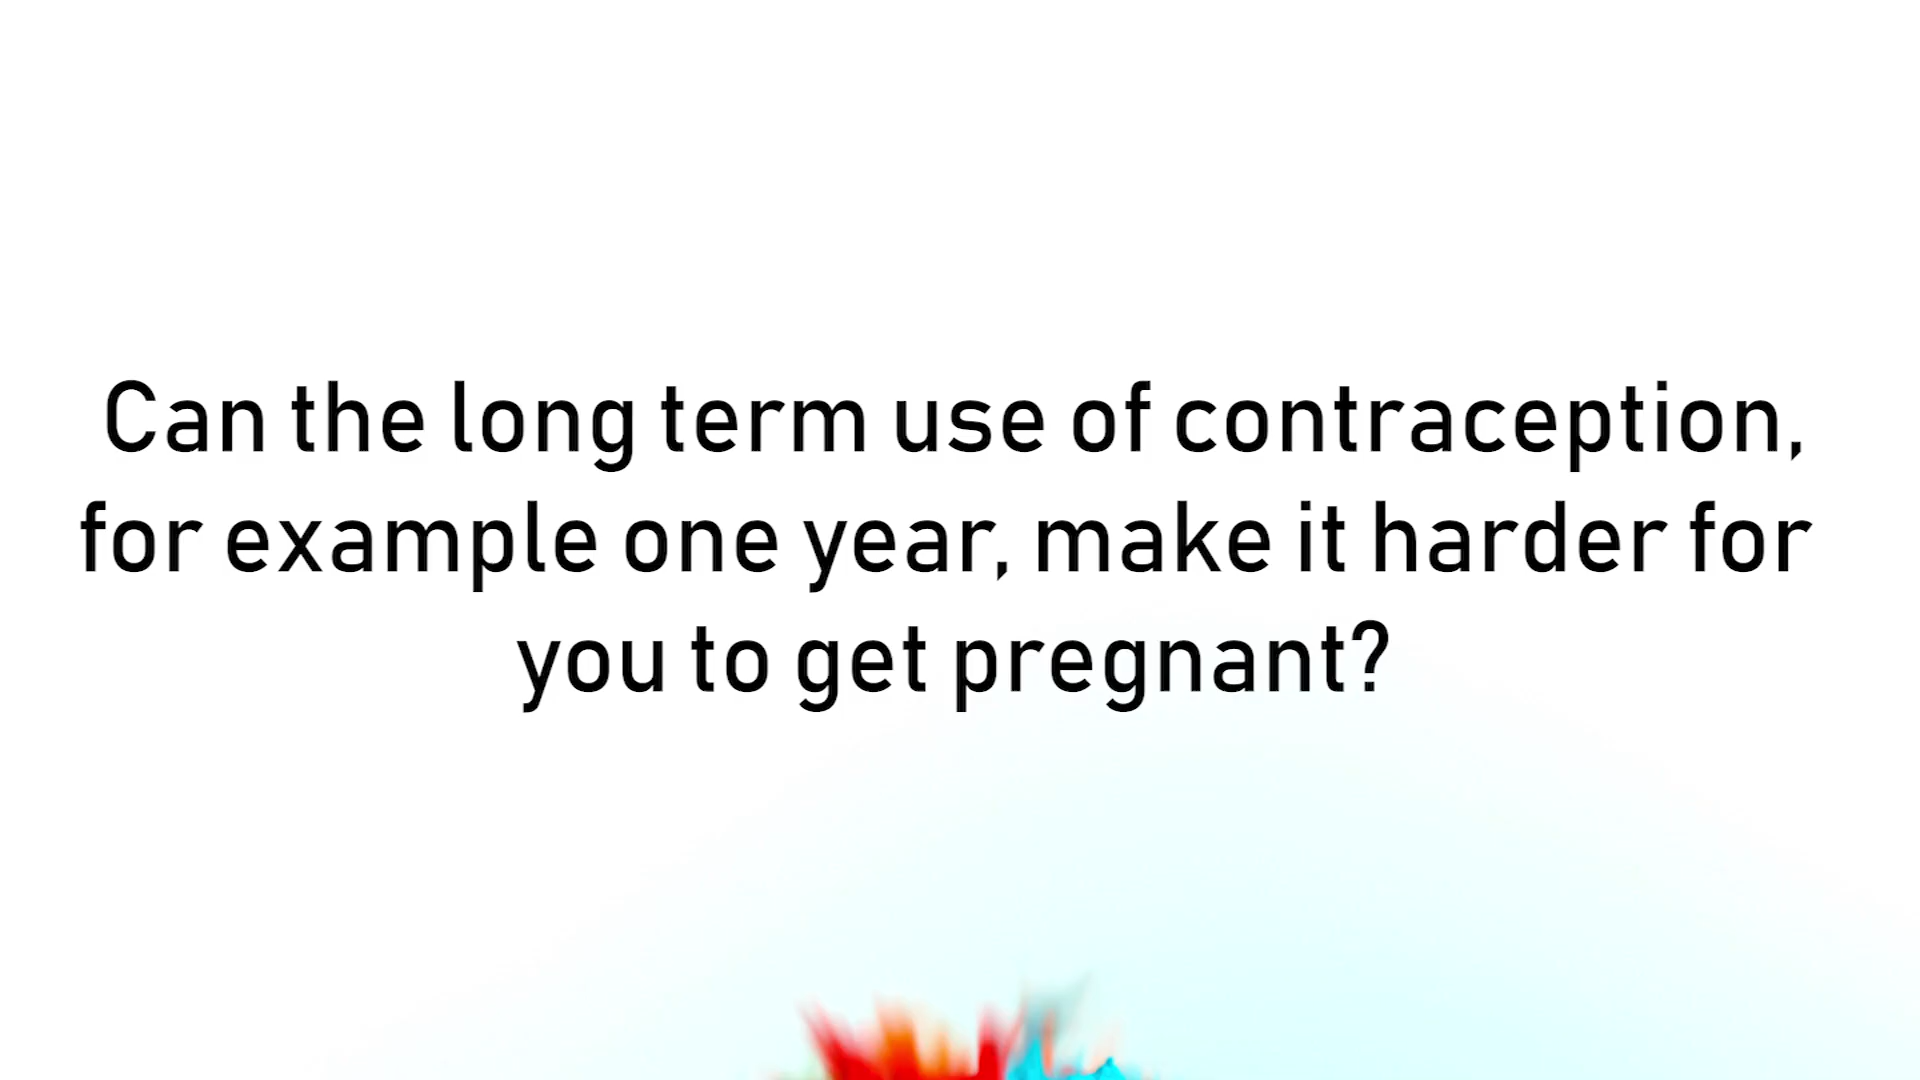 Can the long term use of contraception,
for example one year, make it harder for
you to get pregnant?